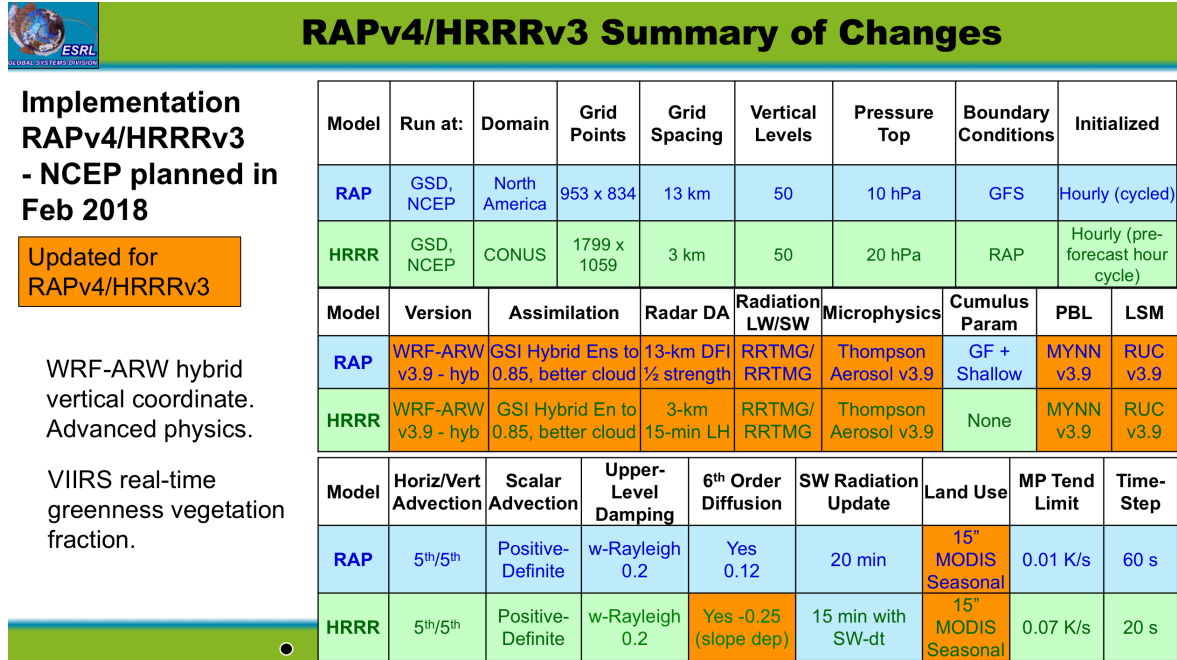 ESRL
GLOBAL SYSTEMS DIVISION
RAPv4/HRRRv3 Summary of Changes
Implementation
RAPv4/HRRRv3
- NCEP planned in
Feb 2018
Updated for
RAPv4/HRRRv3
WRF-ARW hybrid
vertical coordinate.
Advanced physics.
VIIRS real-time
greenness vegetation
fraction.
Model Run at: Domain Grid Points Grid Spacing Vertical Levels Pressure Top Boundary Conditions Initialized
RAP GSD, NCEP North America 953 x 834 13 km 50 10 hPa GFS Hourly (cycled)
HRRR GSD, NCEP CONUS 1799 x 1059 3 km 50 20 hPa RAP Hourly (pre-forecast hour cycle)
Model Version Assimilation Radar DA Radiation LW/SW Microphysics Cumulus Param PBL LSM
RAP WRF-ARW v3.9 - hyb GSI Hybrid Ens to 0.85, better cloud 13-km DFI ½ strength RRTMG/ RRTMG Thompson Aerosol v3.9 GF + Shallow MYNN v3.9 RUC v3.9
HRRR WRF-ARW v3.9 - hyb GSI Hybrid En to 0.85, better cloud 3-km 15-min LH RRTMG/ RRTMG Thompson Aerosol v3.9 None MYNN v3.9 RUC v3.9
Model Horiz/Vert Advection Scalar Advection Upper-Level Damping 6th Order Diffusion SW Radiation Update Land Use MP Tend Limit Time-Step
RAP 5th/5th Positive-Definite w-Rayleigh 0.2 Yes 0.12 20 min 15” MODIS Seasonal 0.01 K/s 60 s
HRRR 5th/5th Positive-Definite w-Rayleigh 0.2 Yes -0.25 (slope dep) 15 min with SW-dt 15” MODIS Seasonal 0.07 K/s 20 s